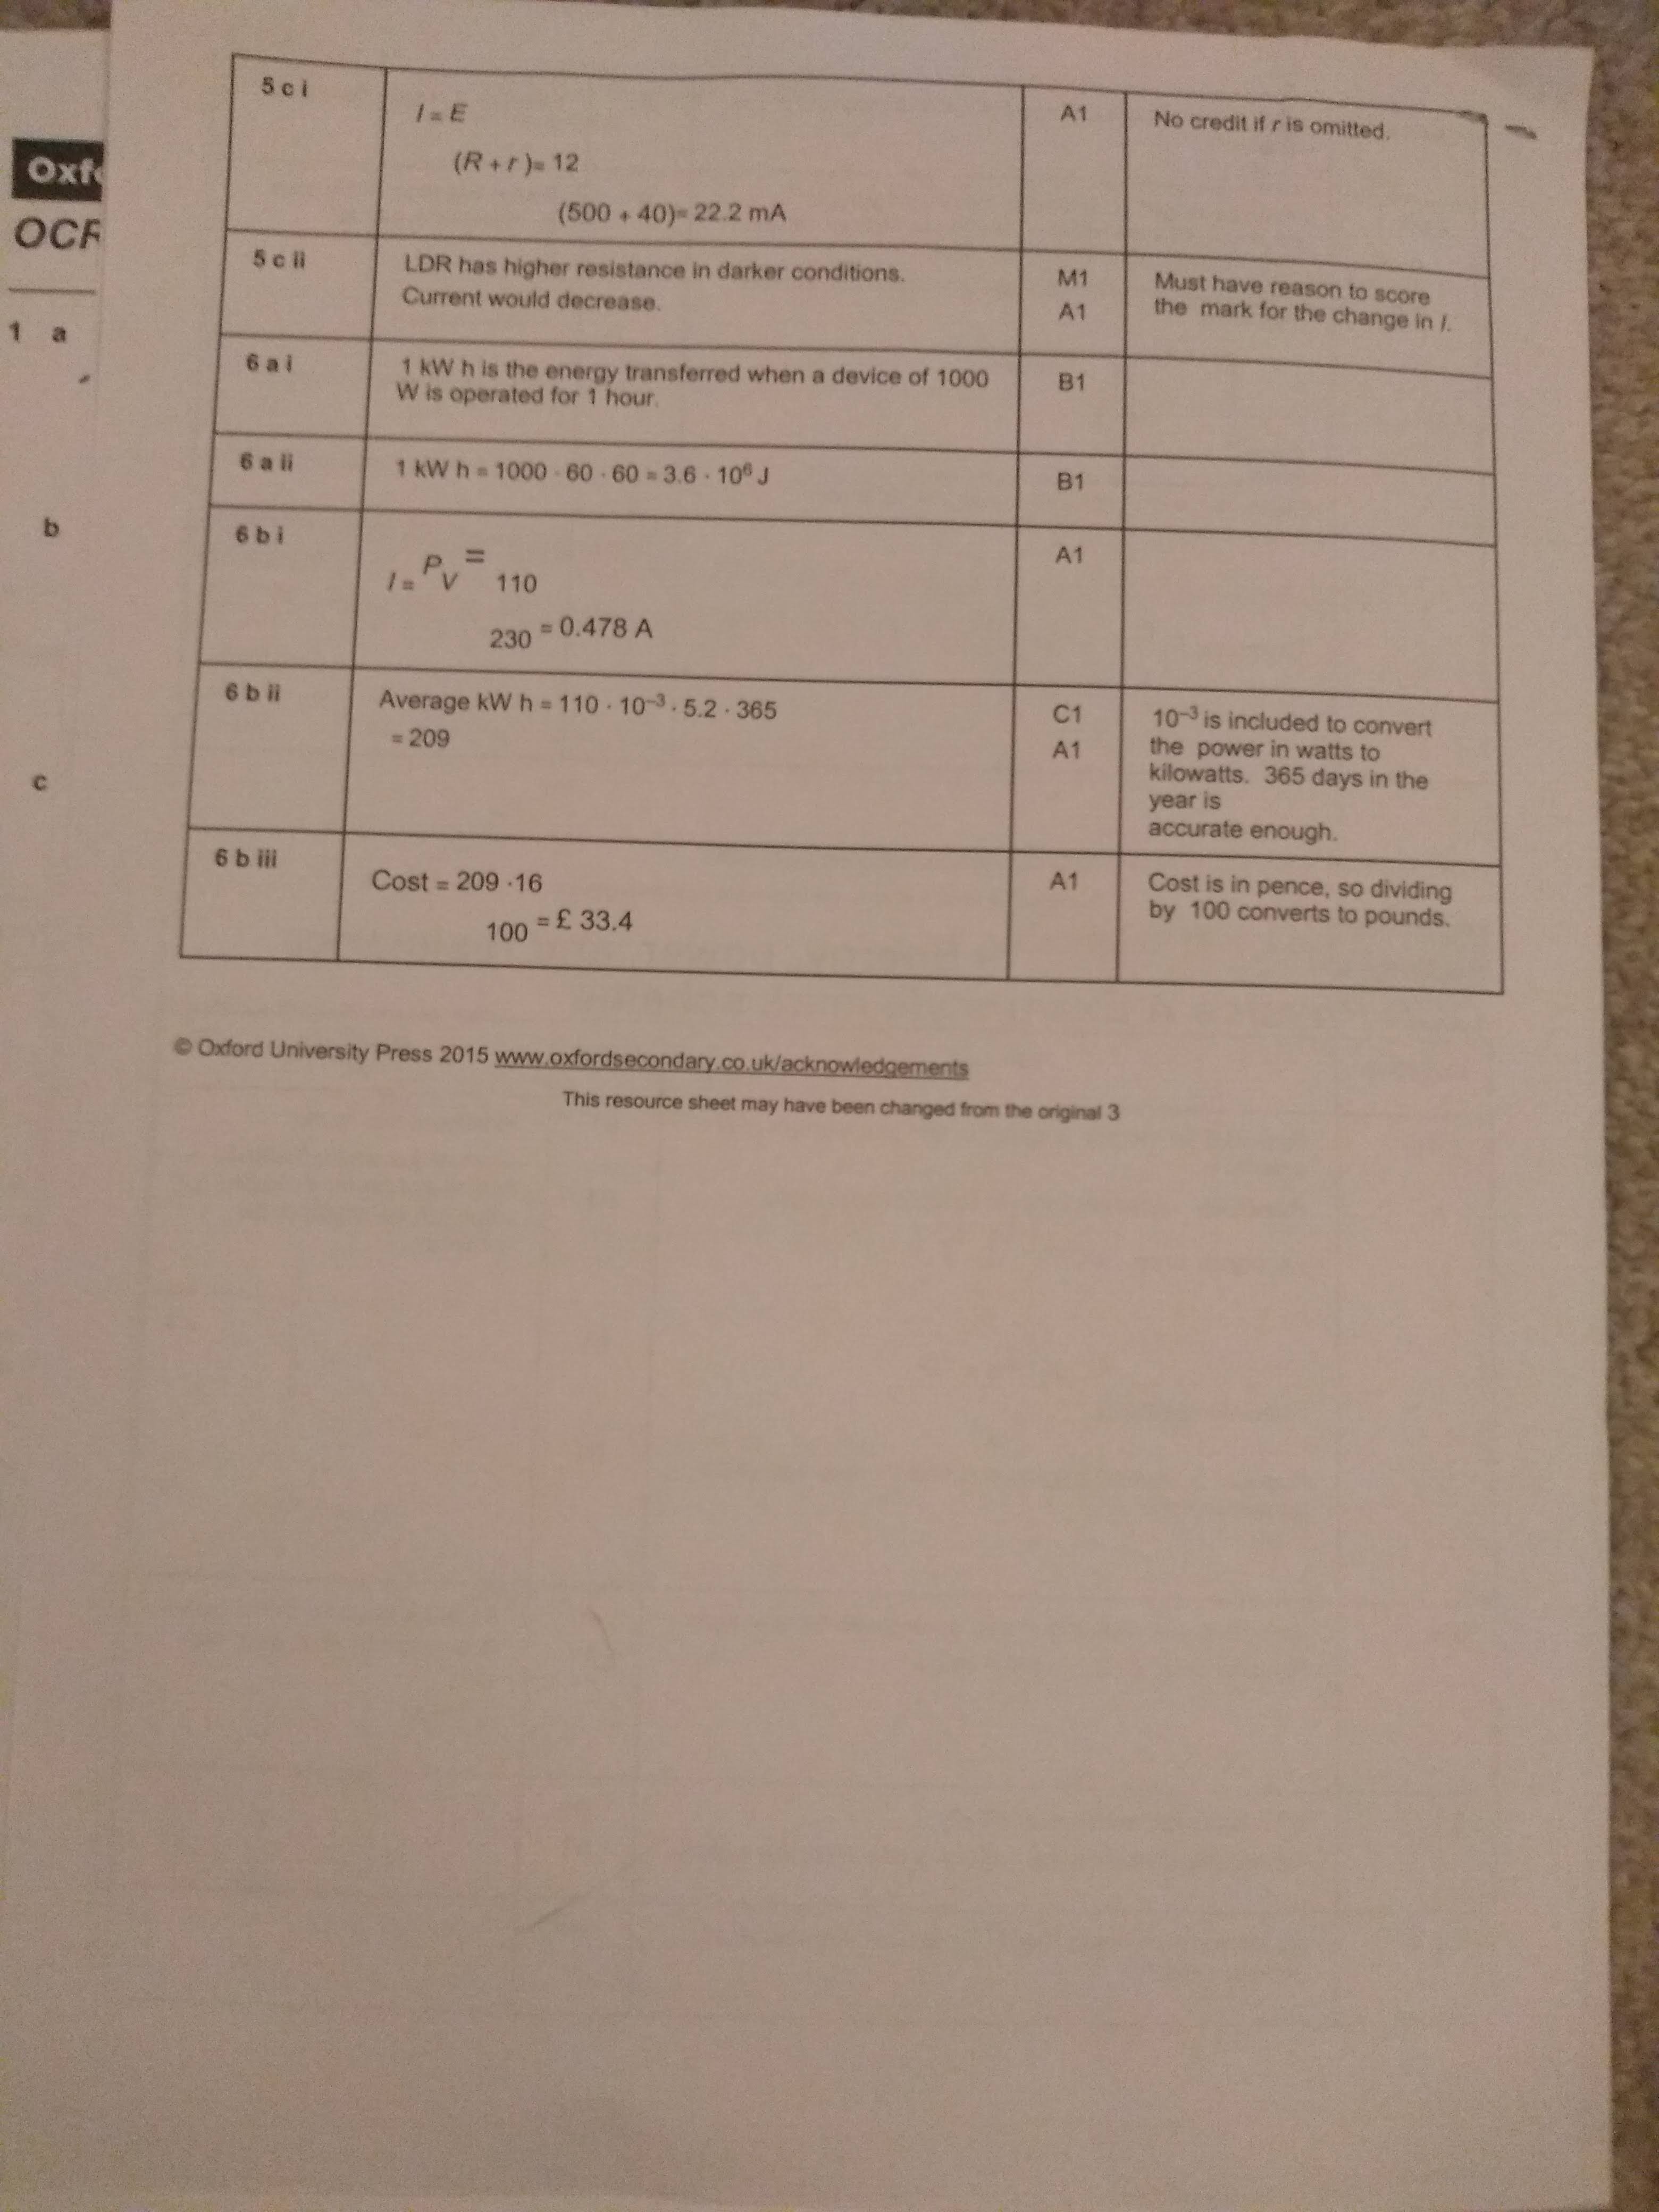 Oxf
OCR
1 a
b
c
5 c i
I = E
(R + r)= 12
(500 + 40)= 22.2 mA
A1
No credit if r is omitted.
5 c ii
LDR has higher resistance in darker conditions.
Current would decrease.
M1
A1
Must have reason to score
the mark for the change in I.
6 a i
1 kW h is the energy transferred when a device of 1000
W is operated for 1 hour.
B1
6 a ii
1 kW h = 1000 · 60 · 60 = 3.6 · 10⁶ J
B1
6 b i
I = P V = 110
230 = 0.478 A
A1
6 b ii
Average kW h = 110 · 10⁻³ · 5.2 · 365
= 209
C1
A1
10⁻³ is included to convert
the power in watts to
kilowatts. 365 days in the
year is
accurate enough.
6 b iii
Cost = 209 ·16
100 = £ 33.4
A1
Cost is in pence, so dividing
by 100 converts to pounds.
© Oxford University Press 2015 www.oxfordsecondary.co.uk/acknowledgements
This resource sheet may have been changed from the original 3